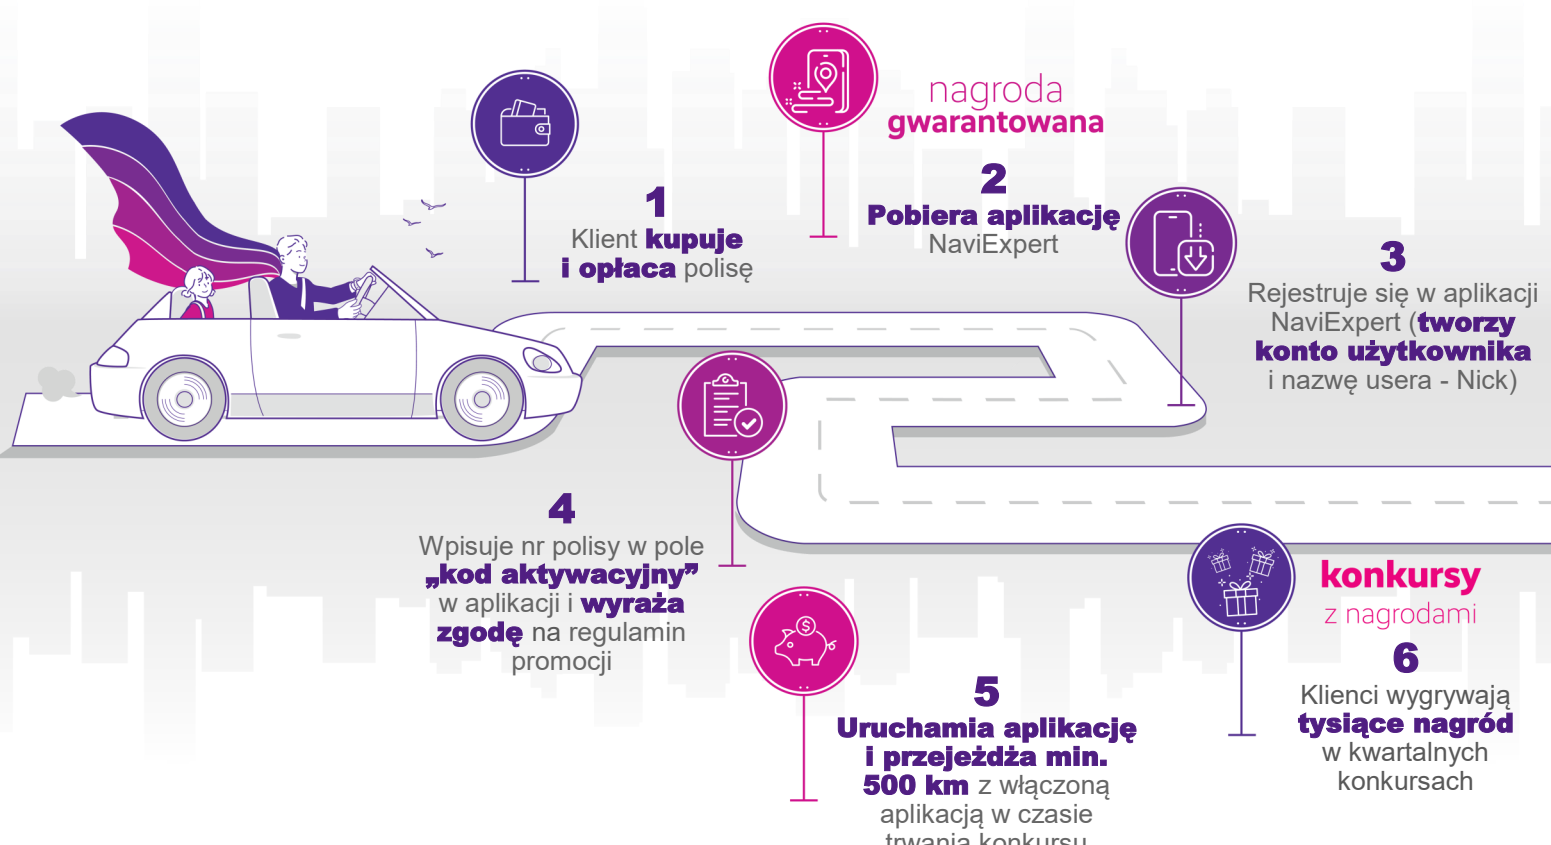 1
Klient kupuje
i opłaca polisę
nagroda
gwarantowana
2
Pobiera aplikację
NaviExpert
3
Rejestruje się w aplikacji
NaviExpert (tworzy
konto użytkownika
i nazwę usera - Nick)
4
Wpisuje nr polisy w pole
„kod aktywacyjny”
w aplikacji i wyraża
zgodę na regulamin
promocji
5
Uruchamia aplikację
i przejeżdża min.
500 km z włączoną
aplikacją w czasie
trwania konkursu
konkursy
z nagrodami
6
Klienci wygrywają
tysiące nagród
w kwartalnych
konkursach